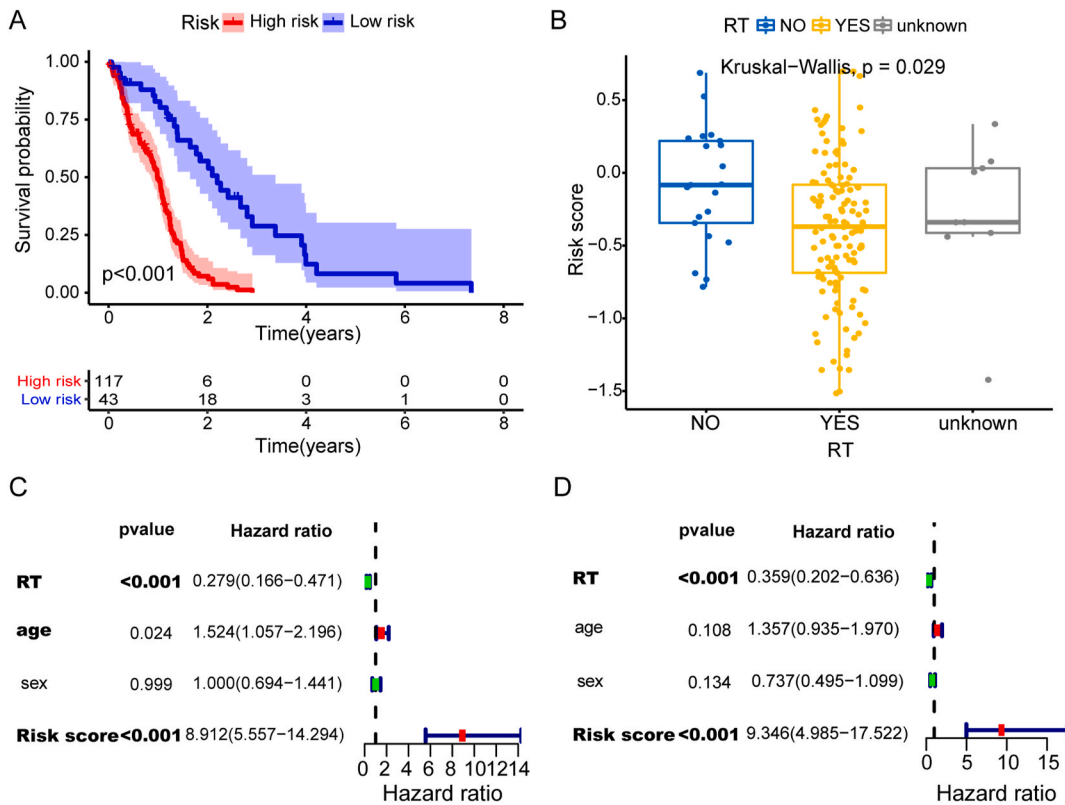 A
Risk High risk Low risk
Survival probability
1.00
0.75
0.50
0.25
0.00
p<0.001
0 2 4 6 8
Time(years)
High risk 117 6 0 0 0
Low risk 43 18 3 1 0
0 2 4 6 8
Time(years)
B
RT NO YES unknown
Kruskal−Wallis, p = 0.029
Risk score
0.5
0.0
−0.5
−1.0
−1.5
NO YES unknown
RT
C
pvalue Hazard ratio
RT <0.001 0.279(0.166−0.471)
age 0.024 1.524(1.057−2.196)
sex 0.999 1.000(0.694−1.441)
Risk score <0.001 8.912(5.557−14.294)
0 2 4 6 8 10 12 14
Hazard ratio
D
pvalue Hazard ratio
RT <0.001 0.359(0.202−0.636)
age 0.108 1.357(0.935−1.970)
sex 0.134 0.737(0.495−1.099)
Risk score <0.001 9.346(4.985−17.522)
0 5 10 15
Hazard ratio